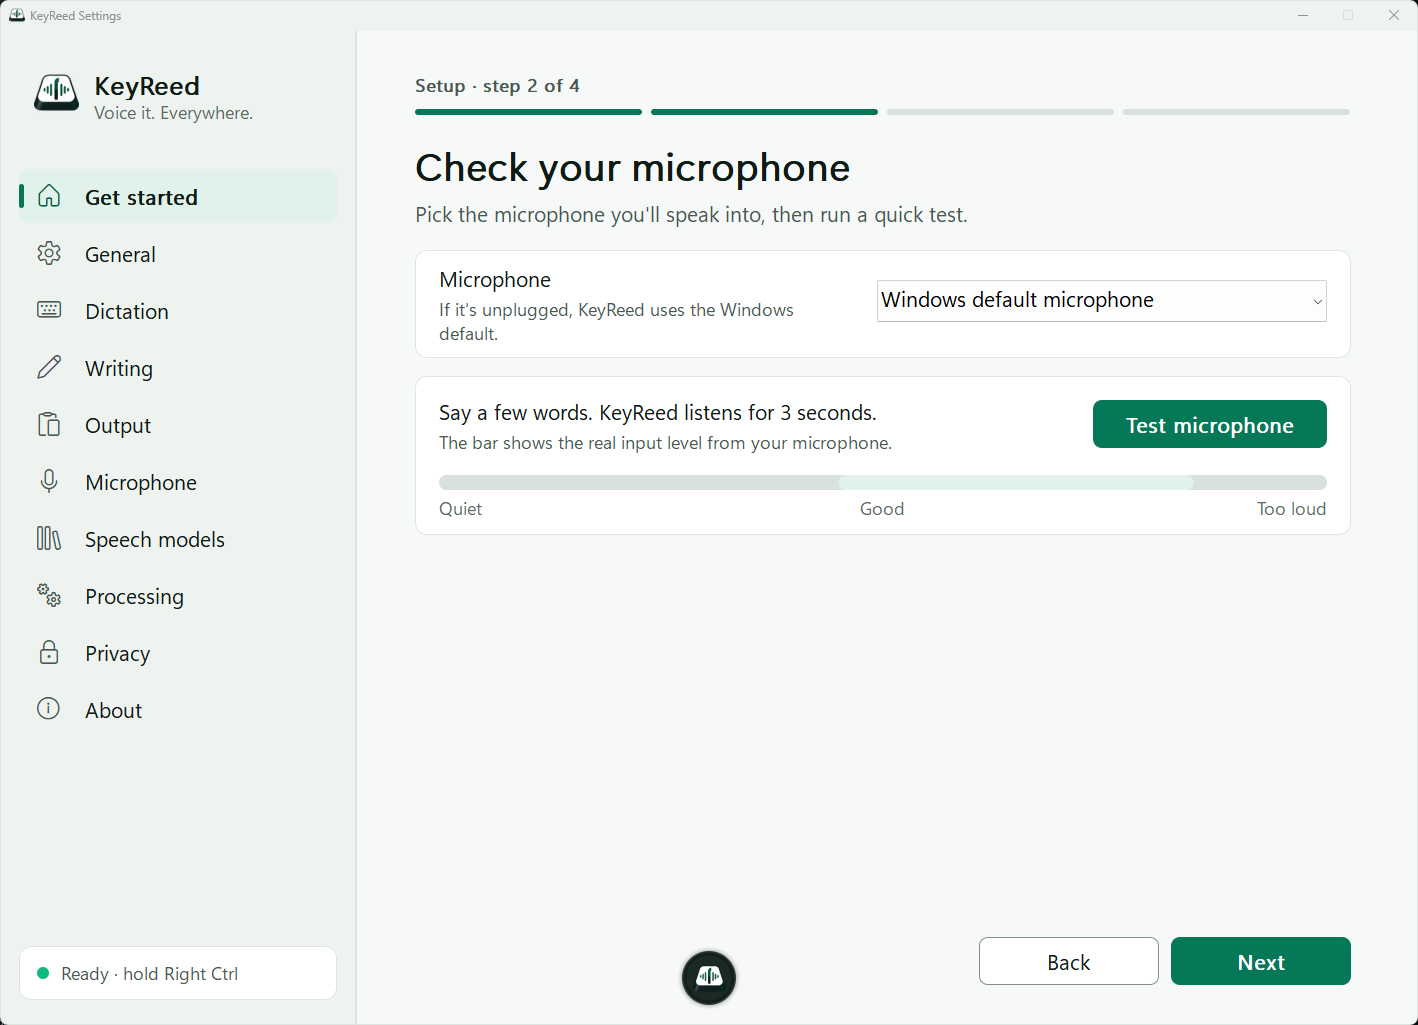 KeyReed Settings
KeyReed
Voice it. Everywhere.
Get started
General
Dictation
Writing
Output
Microphone
Speech models
Processing
Privacy
About
Ready · hold Right Ctrl
Setup · step 2 of 4
Check your microphone
Pick the microphone you'll speak into, then run a quick test.
Microphone
If it's unplugged, KeyReed uses the Windows
default.
Windows default microphone
Say a few words. KeyReed listens for 3 seconds.
The bar shows the real input level from your microphone.
Test microphone
Quiet
Good
Too loud
Back
Next